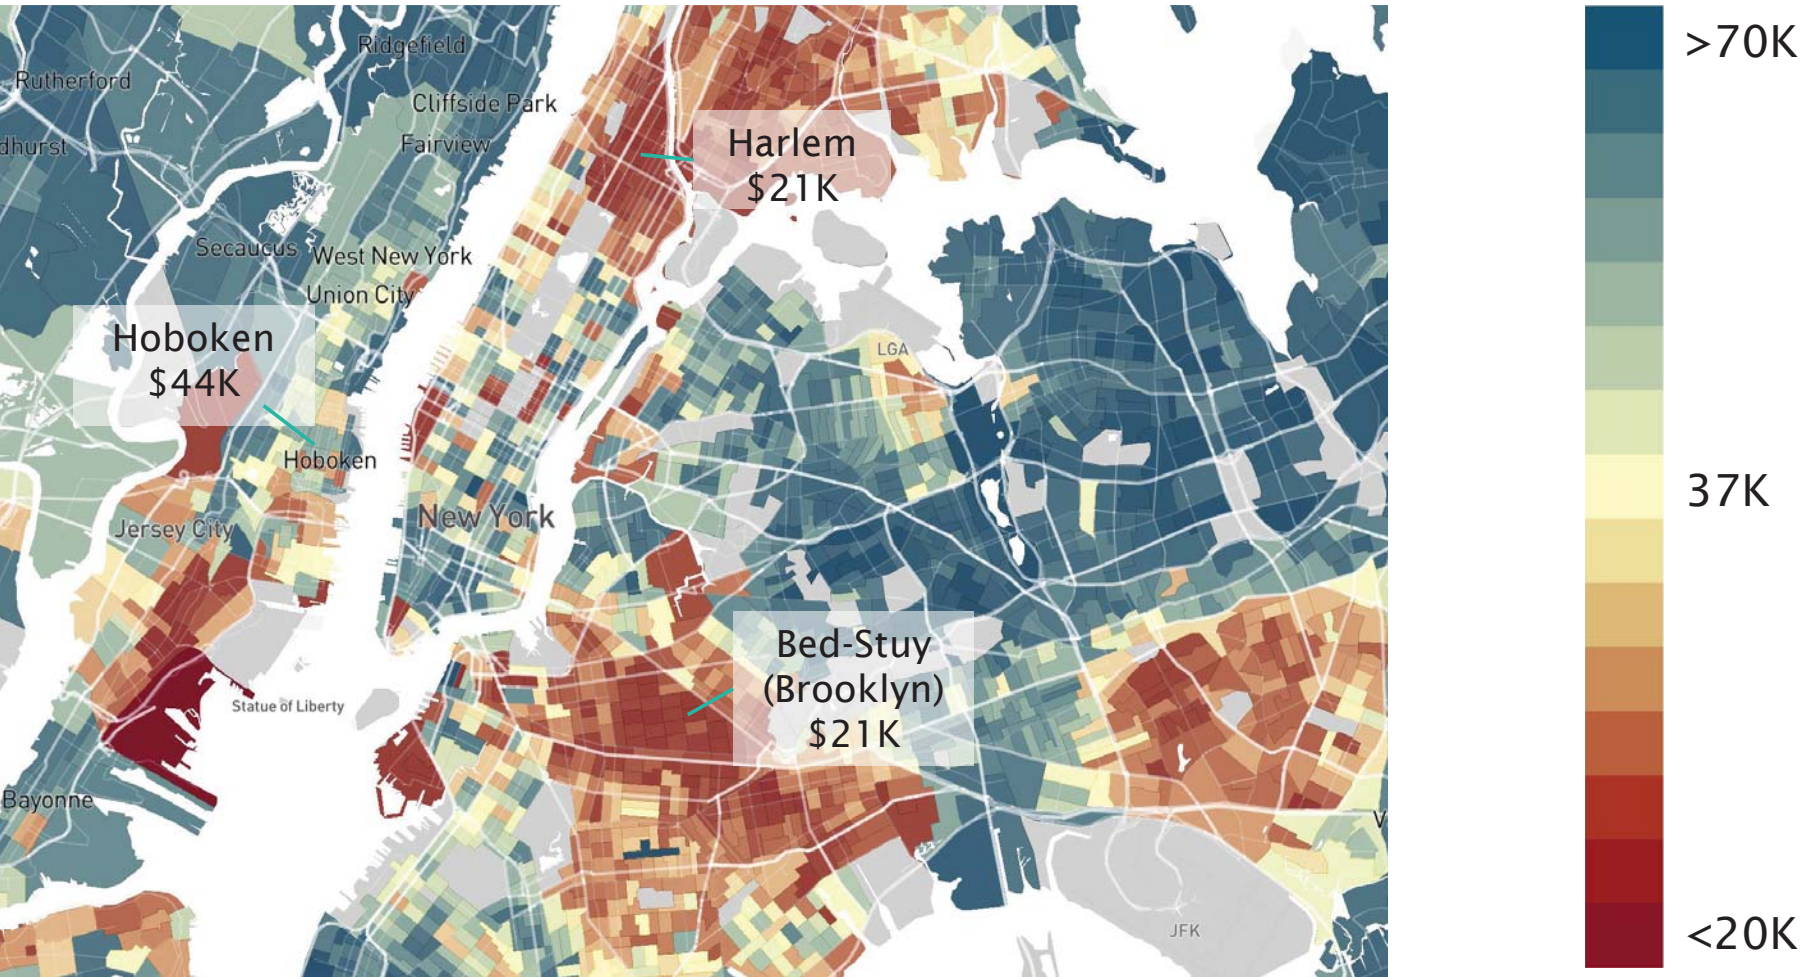 Ridgefield
Rutherford
Cliffside Park
dhurst
Fairview
Harlem
$21K
Secaucus
West New York
Union City
Hoboken
$44K
LGA
Hoboken
New York
Jersey City
Bed-Stuy
(Brooklyn)
$21K
Statue of Liberty
Bayonne
V
JFK
>70K
37K
<20K